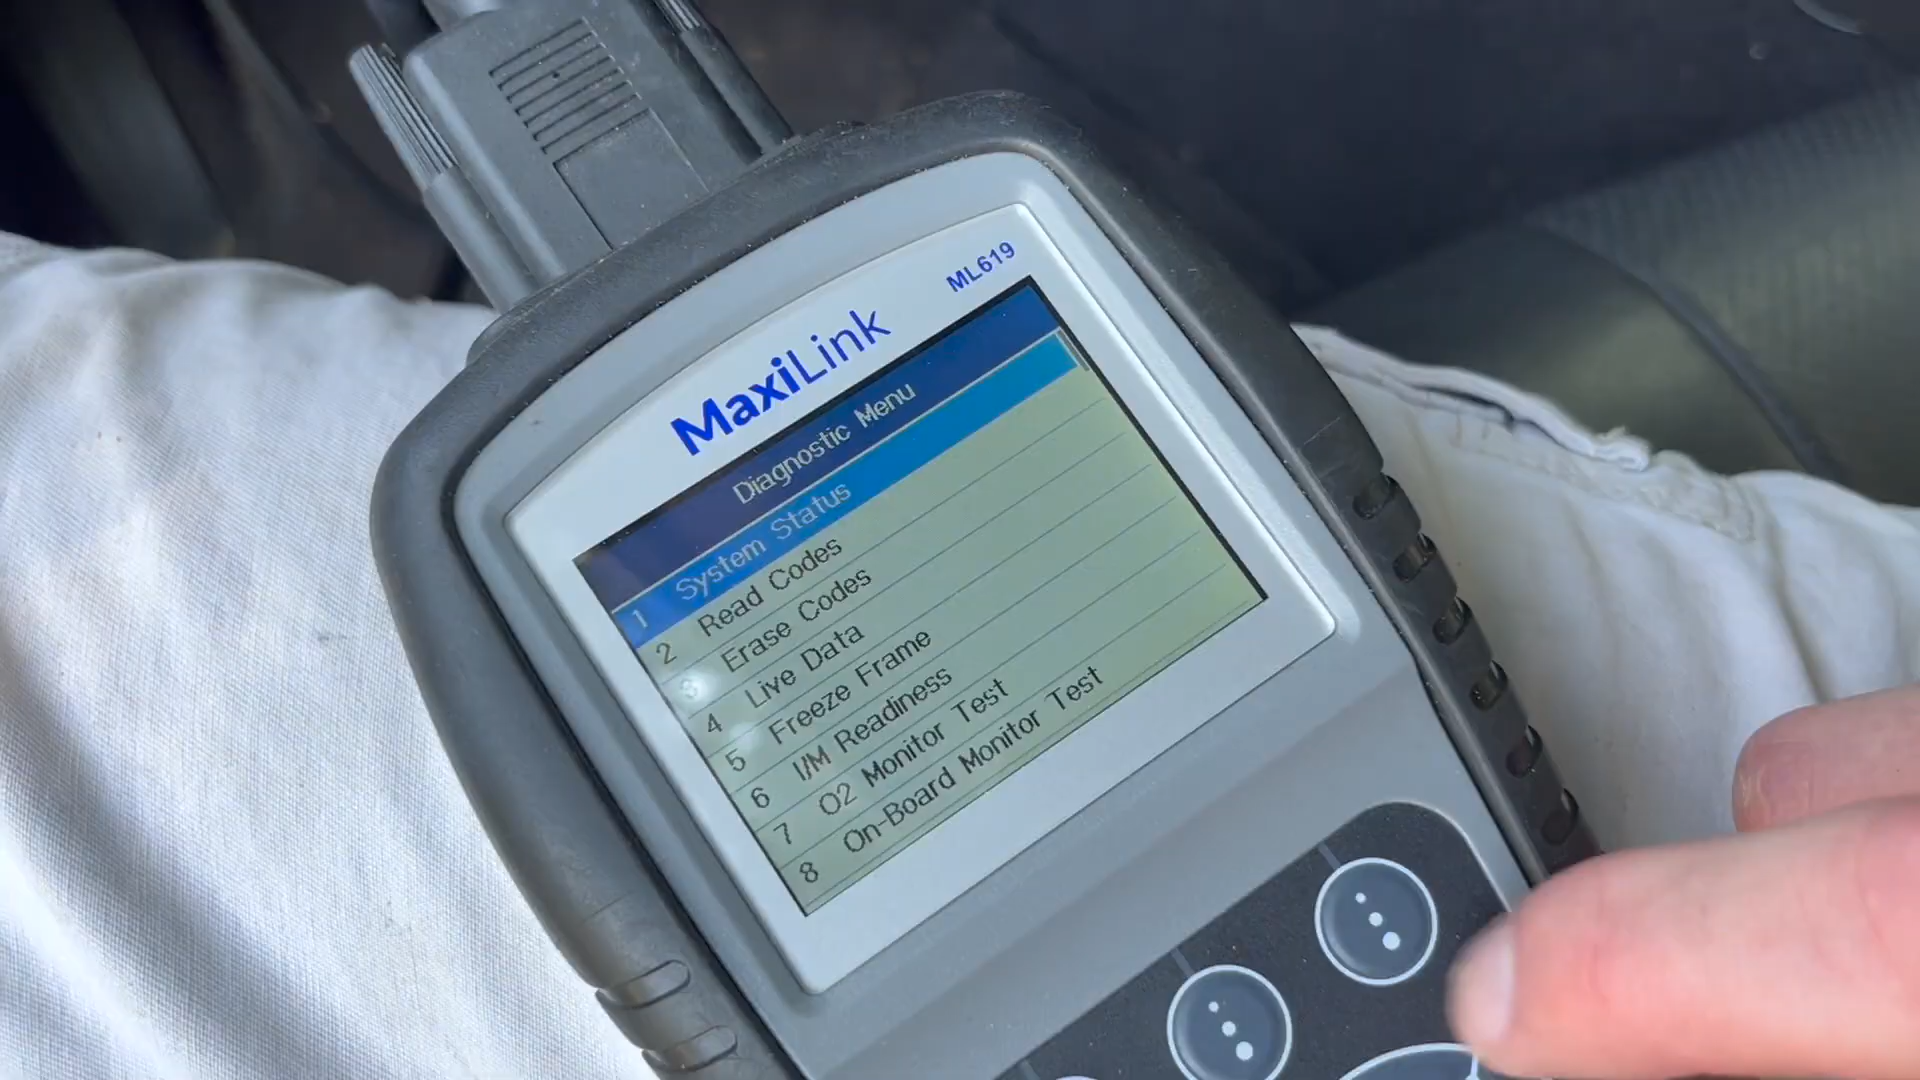 ML619
MaxiLink
Diagnostic Menu
1 System Status
2 Read Codes
3 Erase Codes
4 Live Data
5 Freeze Frame
6 I/M Readiness
7 O2 Monitor Test
8 On-Board Monitor Test